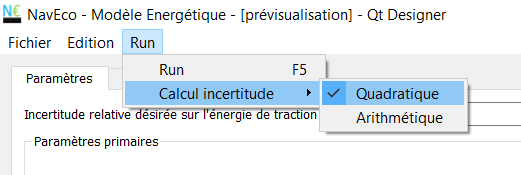 N€ NavEco - Modèle Energétique - [prévisualisation] - Qt Designer
Fichier Edition Run
Run F5
Paramètres
Calcul incertitude Quadratique
Incertitude relative désirée sur l'énergie de traction
Arithmétique
Paramètres primaires